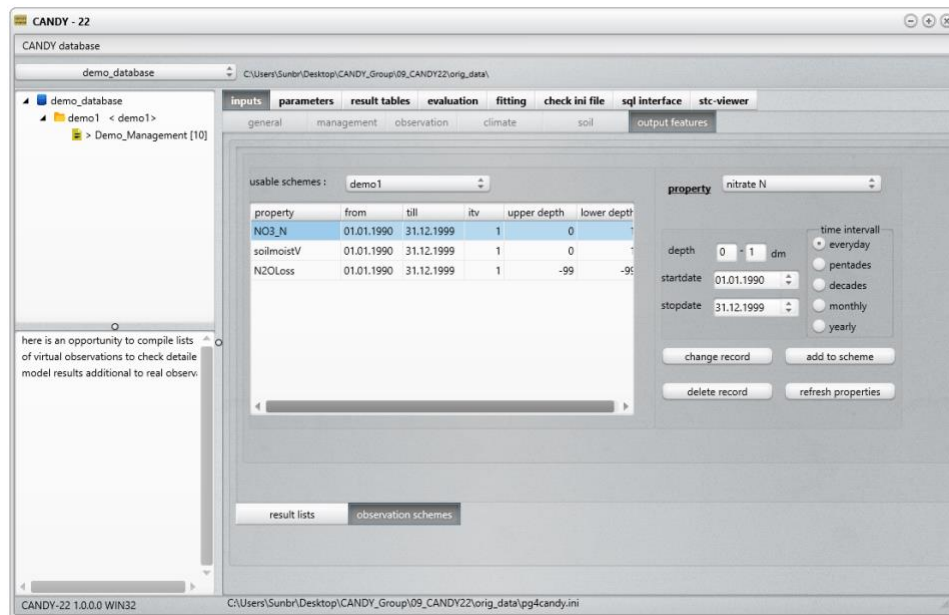 CANDY - 22
CANDY database
demo_database
C:\Users\Sunbr\Desktop\CANDY_Group\09_CANDY22\orig_data\
demo_database
demo1 < demo1>
> Demo_Management [10]
inputs parameters result tables evaluation fitting check ini file sql interface stc-viewer
general management observation climate soil output features
usable schemes : demo1
property from till itv upper depth lower depth
NO3_N 01.01.1990 31.12.1999 1 0
soilmoistV 01.01.1990 31.12.1999 1 0
N2OLoss 01.01.1990 31.12.1999 1 -99 -99
property nitrate N
depth 0 - 1 dm
startdate 01.01.1990
stopdate 31.12.1999
time intervall
everyday
pentades
decades
monthly
yearly
change record add to scheme
delete record refresh properties
here is an opportunity to compile lists
of virtual observations to check detaile
model results additional to real observa
result lists observation schemes
CANDY-22 1.0.0.0 WIN32
C:\Users\Sunbr\Desktop\CANDY_Group\09_CANDY22\orig_data\pg4candy.ini